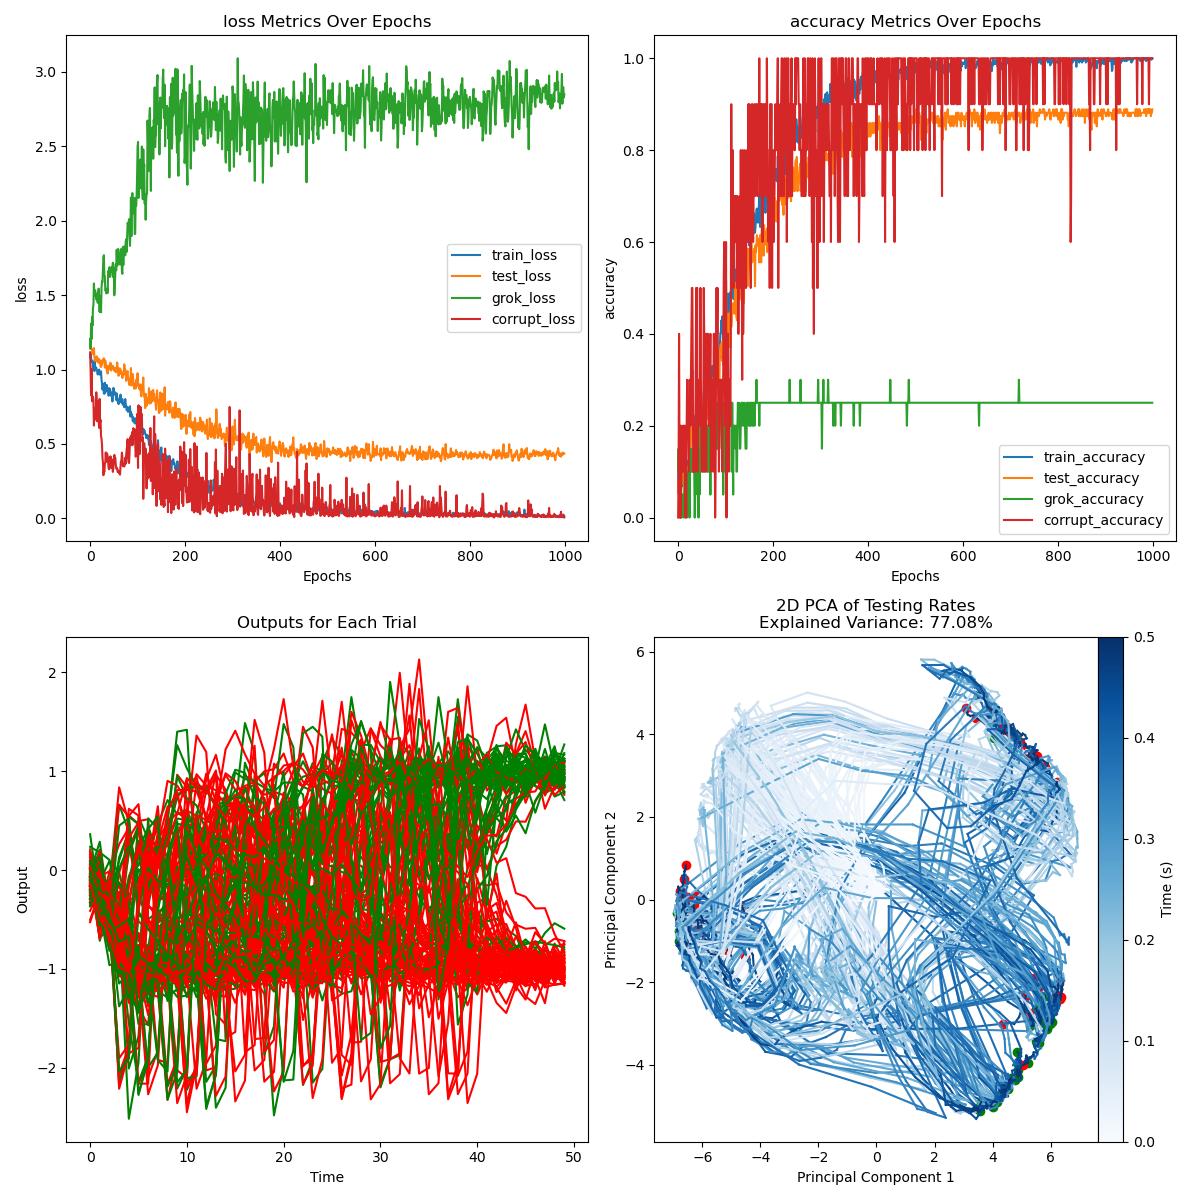 loss Metrics Over Epochs
3.0
2.5
2.0
1.5
1.0
0.5
0.0
loss
train_loss
test_loss
grok_loss
corrupt_loss
0 200 400 600 800 1000
Epochs
accuracy Metrics Over Epochs
1.0
0.8
0.6
0.4
0.2
0.0
accuracy
train_accuracy
test_accuracy
grok_accuracy
corrupt_accuracy
0 200 400 600 800 1000
Epochs
Outputs for Each Trial
2
1
0
−1
−2
Output
0 10 20 30 40 50
Time
2D PCA of Testing Rates
Explained Variance: 77.08%
6
4
2
0
−2
−4
Principal Component 2
−6 −4 −2 0 2 4 6
Principal Component 1
0.5
0.4
0.3
0.2
0.1
0.0
Time (s)